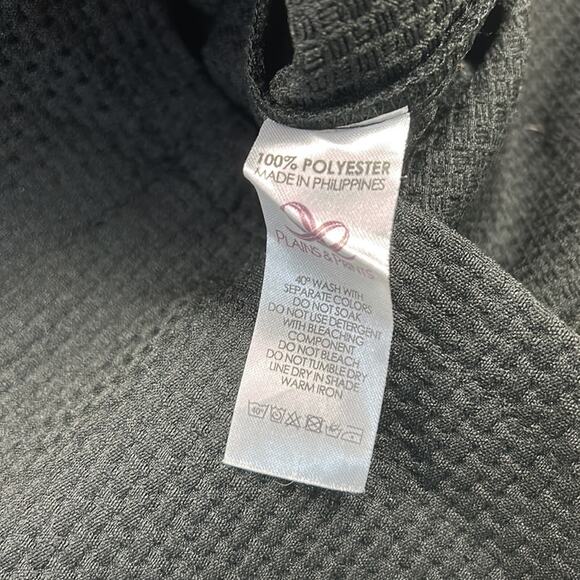 100% POLYESTER
MADE IN PHILIPPINES
PLAINS & PRINTS
40° WASH WITH
SEPARATE COLORS
DO NOT SOAK
DO NOT USE DETERGENT
WITH BLEACHING
COMPONENT
DO NOT BLEACH
DO NOT TUMBLE DRY
LINE DRY IN SHADE
WARM IRON
40°